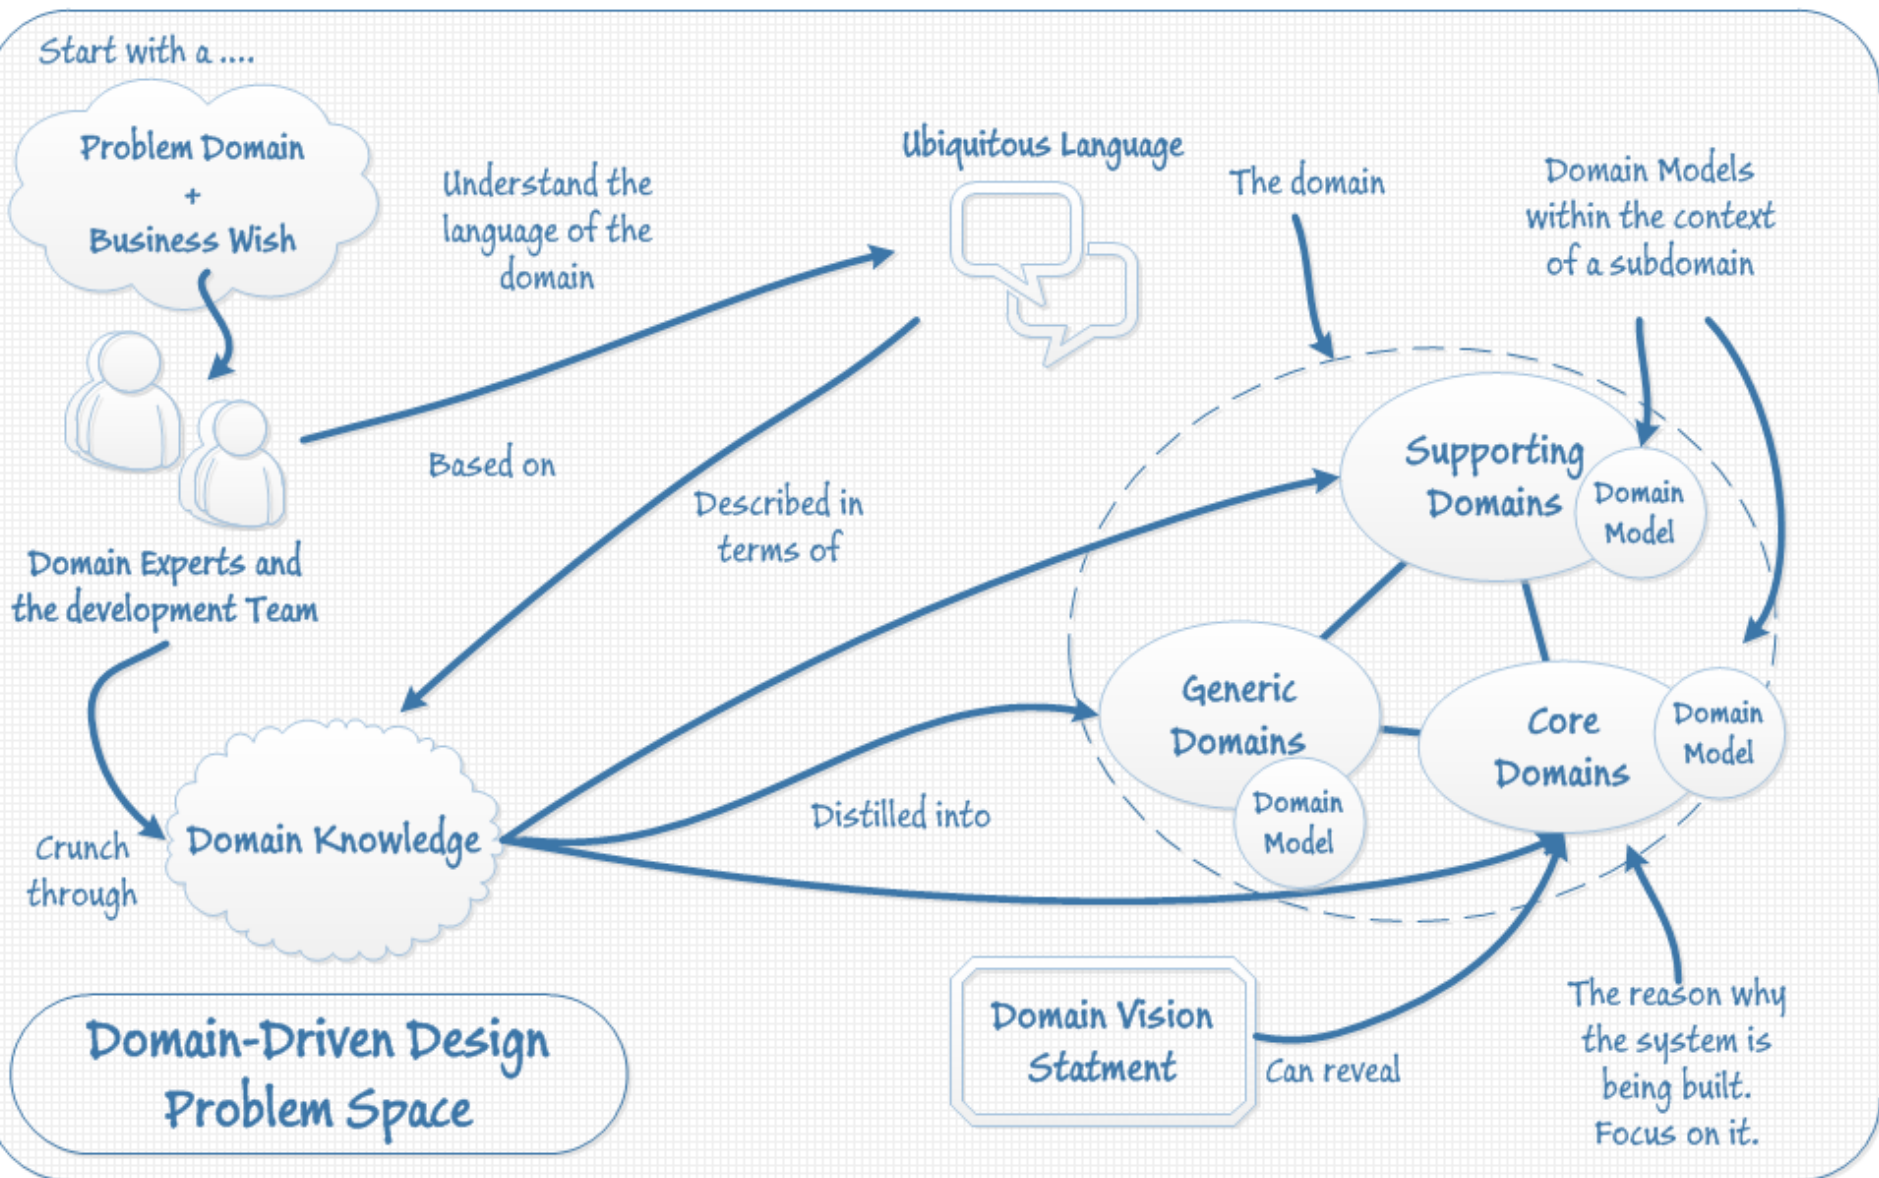 Start with a ....
Problem Domain
+
Business Wish
Understand the
language of the
domain
Ubiquitous Language
The domain
Domain Models
within the context
of a subdomain
Based on
Described in
terms of
Supporting
Domains
Domain
Model
Domain Experts and
the development Team
Generic
Domains
Domain
Model
Core
Domains
Domain
Model
Distilled into
Crunch
through
Domain Knowledge
Domain-Driven Design
Problem Space
Domain Vision
Statment
Can reveal
The reason why
the system is
being built.
Focus on it.